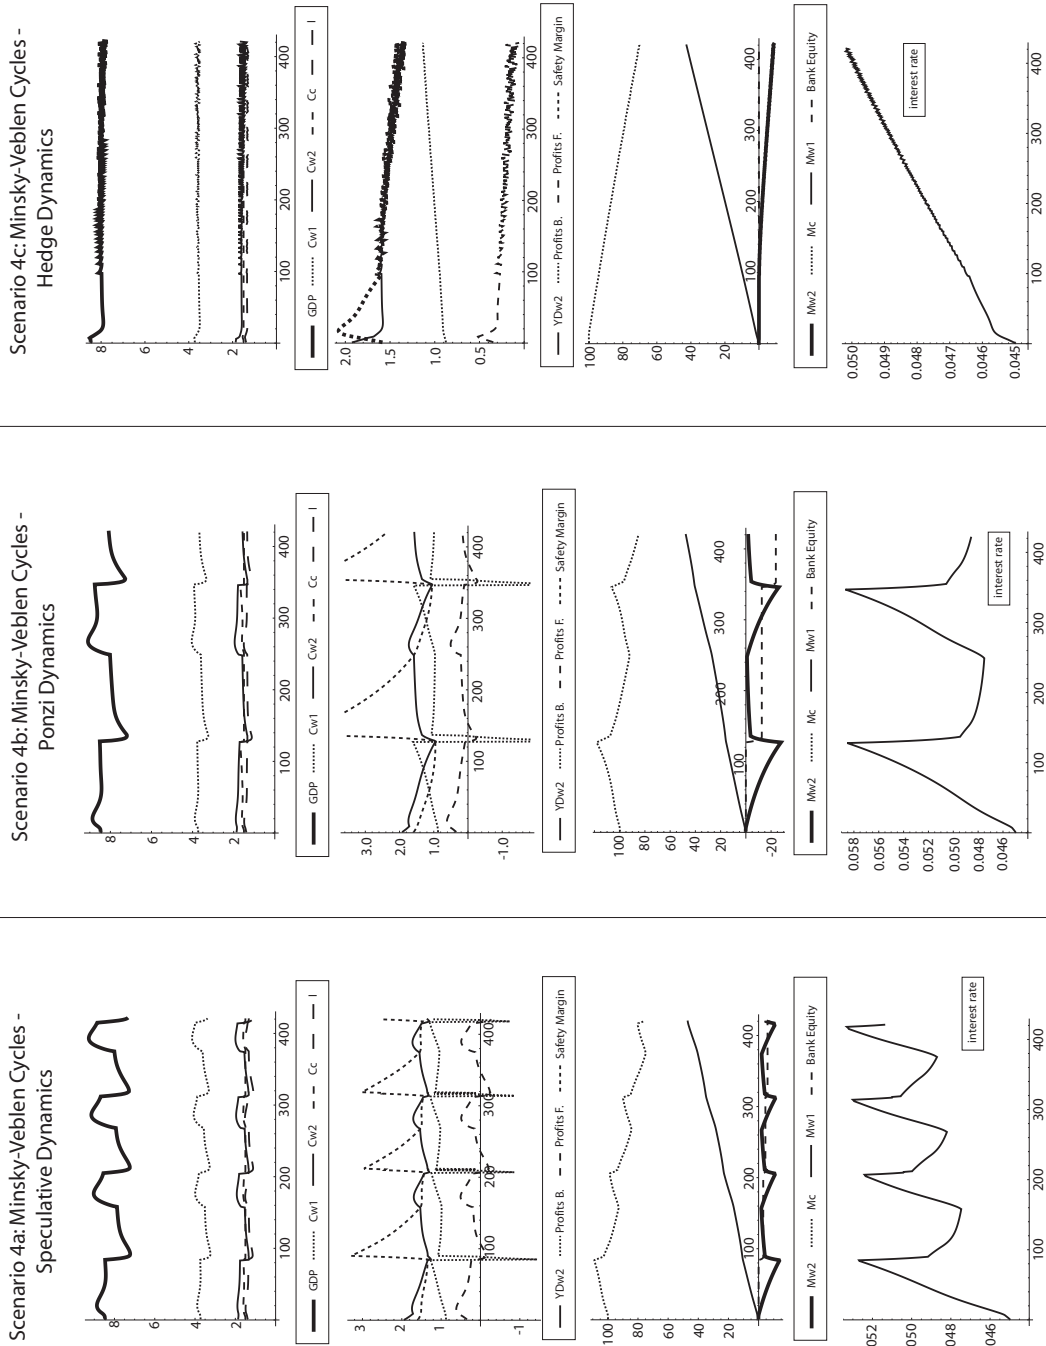 Scenario 4a: Minsky-Veblen Cycles -
Speculative Dynamics
8
6
4
2
100 200 300 400
GDP Cw1 Cw2 Cc I
3
2
1
-1
100 200 300 400
YDw2 Profits B. Profits F. Safety Margin
100
80
60
40
20
100 200 300 400
Mw2 Mc Mw1 Bank Equity
052
050
048
046
100 200 300 400
interest rate
Scenario 4b: Minsky-Veblen Cycles -
Ponzi Dynamics
8
6
4
2
100 200 300 400
GDP Cw1 Cw2 Cc I
3.0
2.0
1.0
-1.0
100 200 300 400
YDw2 Profits B. Profits F. Safety Margin
100
80
60
40
20
-20
100 200 300 400
Mw2 Mc Mw1 Bank Equity
0.058
0.056
0.054
0.052
0.050
0.048
0.046
100 200 300 400
interest rate
Scenario 4c: Minsky-Veblen Cycles -
Hedge Dynamics
8
6
4
2
100 200 300 400
GDP Cw1 Cw2 Cc I
2.0
1.5
1.0
0.5
100 200 300 400
YDw2 Profits B. Profits F. Safety Margin
100
80
60
40
20
100 200 300 400
Mw2 Mc Mw1 Bank Equity
0.050
0.049
0.048
0.047
0.046
0.045
100 200 300 400
interest rate